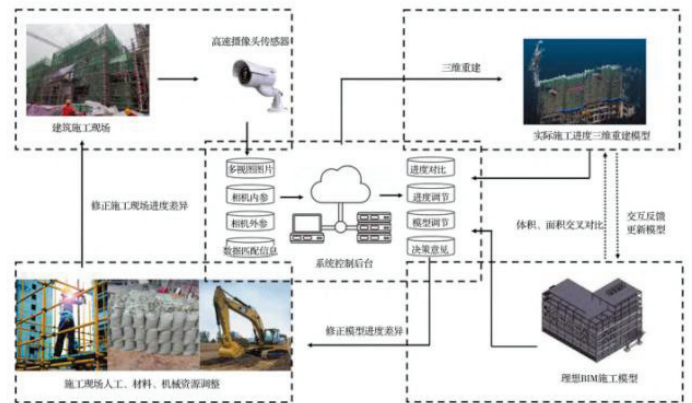 高速摄像头传感器
建筑施工现场
三维重建
实际施工进度三维重建模型
多视图图片
相机内参
相机外参
数据匹配信息
进度对比
进度调节
模型调节
决策意见
系统控制后台
修正施工现场进度差异
体积、面积交叉对比
交互反馈
更新模型
修正模型进度差异
施工现场人工、材料、机械资源调整
理想BIM施工模型